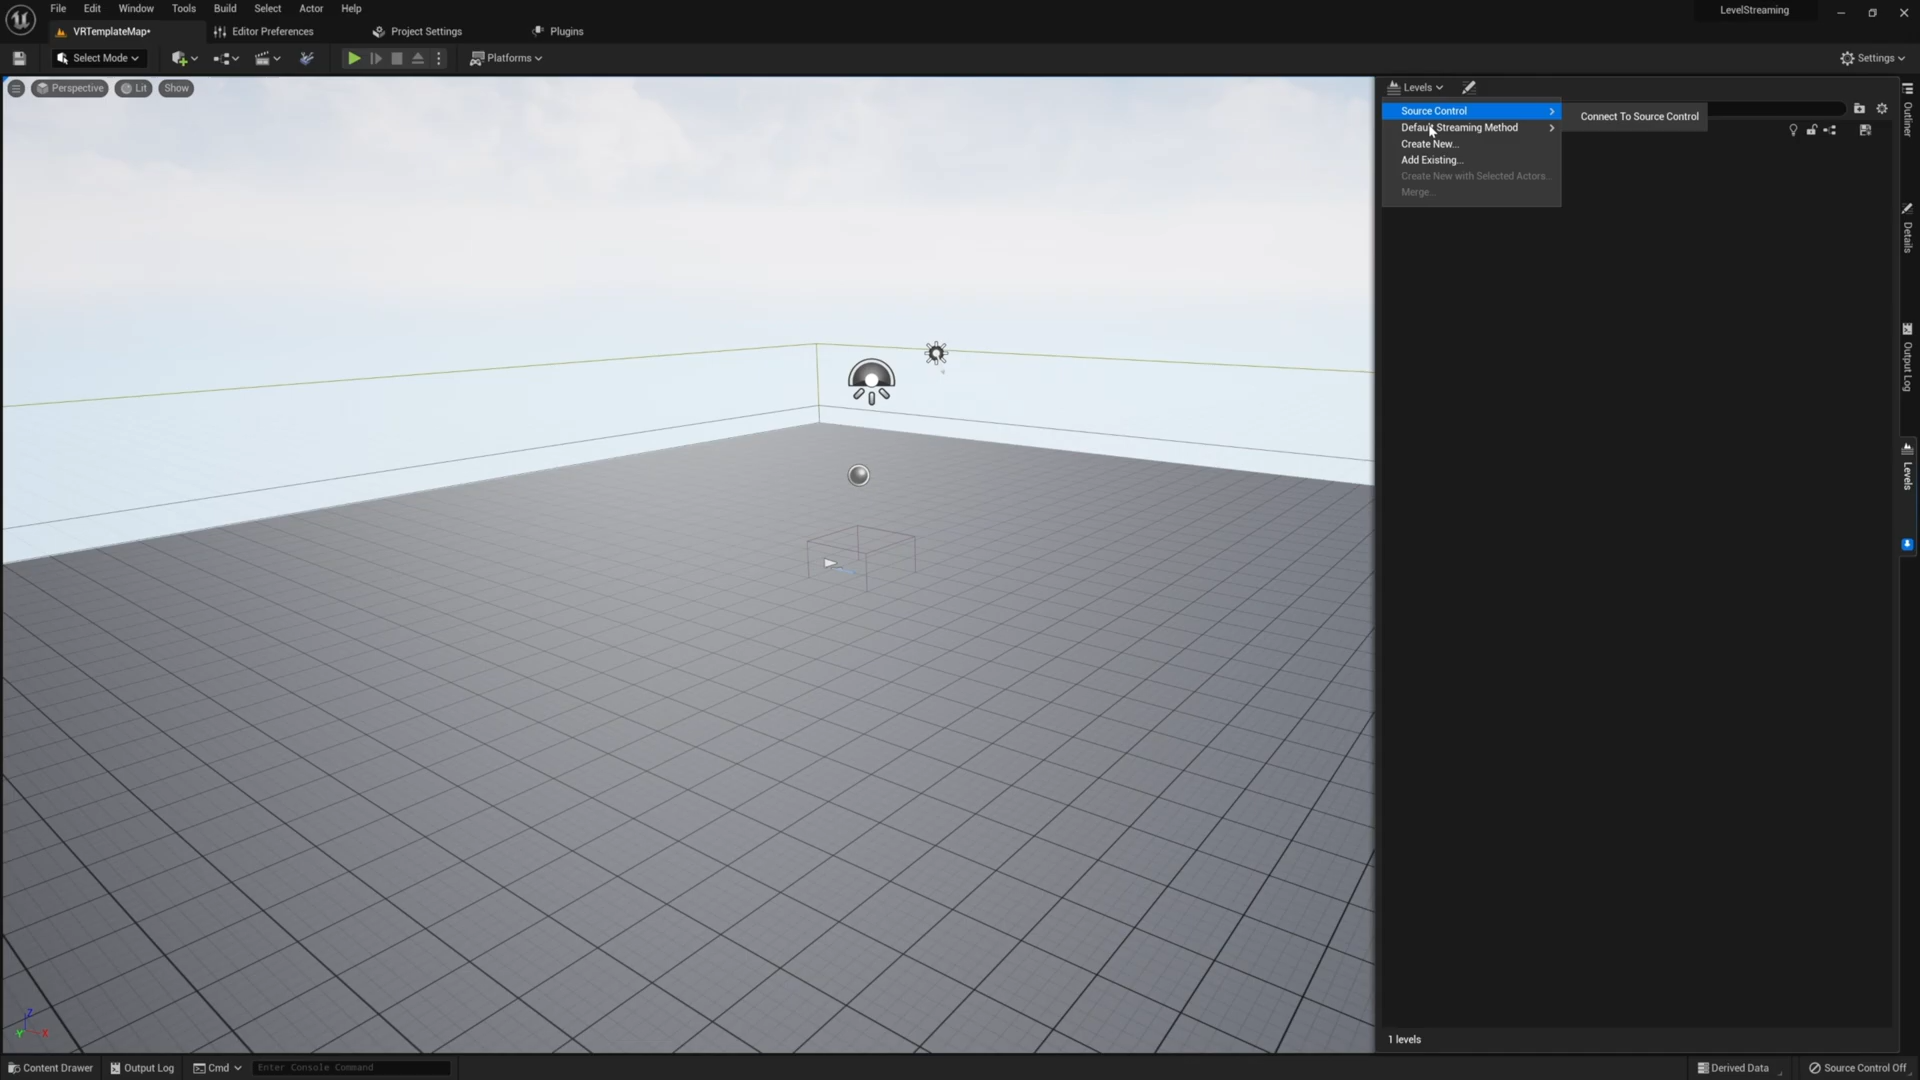 File Edit Window Tools Build Select Actor Help
LevelStreaming
VRTemplateMap*
Editor Preferences
Project Settings
Plugins
Select Mode
Platforms
Settings
Perspective
Lit
Show
Levels
Source Control
Connect To Source Control
Default Streaming Method
Create New...
Add Existing...
Create New with Selected Actors...
Merge...
Outliner
Details
Output Log
Levels
Z
Y
X
1 levels
Content Drawer
Output Log
Cmd
Enter Console Command
Derived Data
Source Control Off